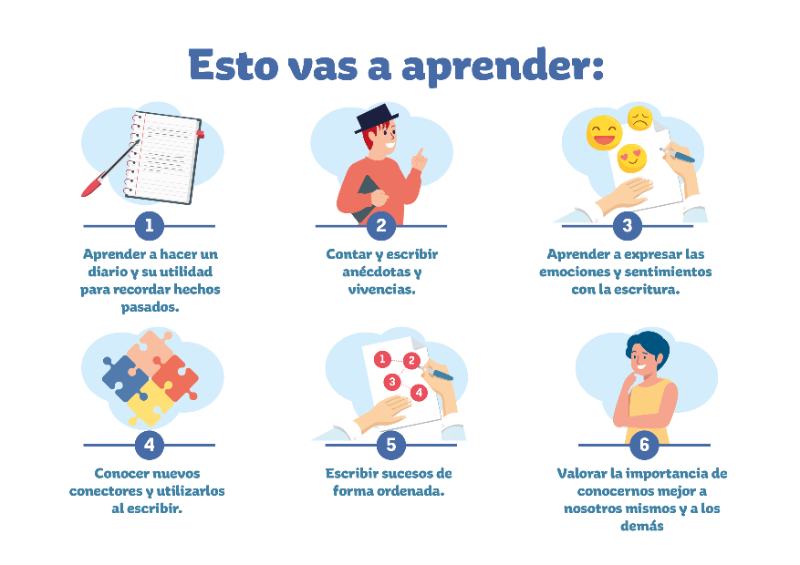 Esto vas a aprender:
1
Aprender a hacer un
diario y su utilidad
para recordar hechos
pasados.
2
Contar y escribir
anécdotas y
vivencias.
3
Aprender a expresar las
emociones y sentimientos
con la escritura.
4
Conocer nuevos
conectores y utilizarlos
al escribir.
1
2
3
4
5
Escribir sucesos de
forma ordenada.
6
Valorar la importancia de
conocernos mejor a
nosotros mismos y a los
demás